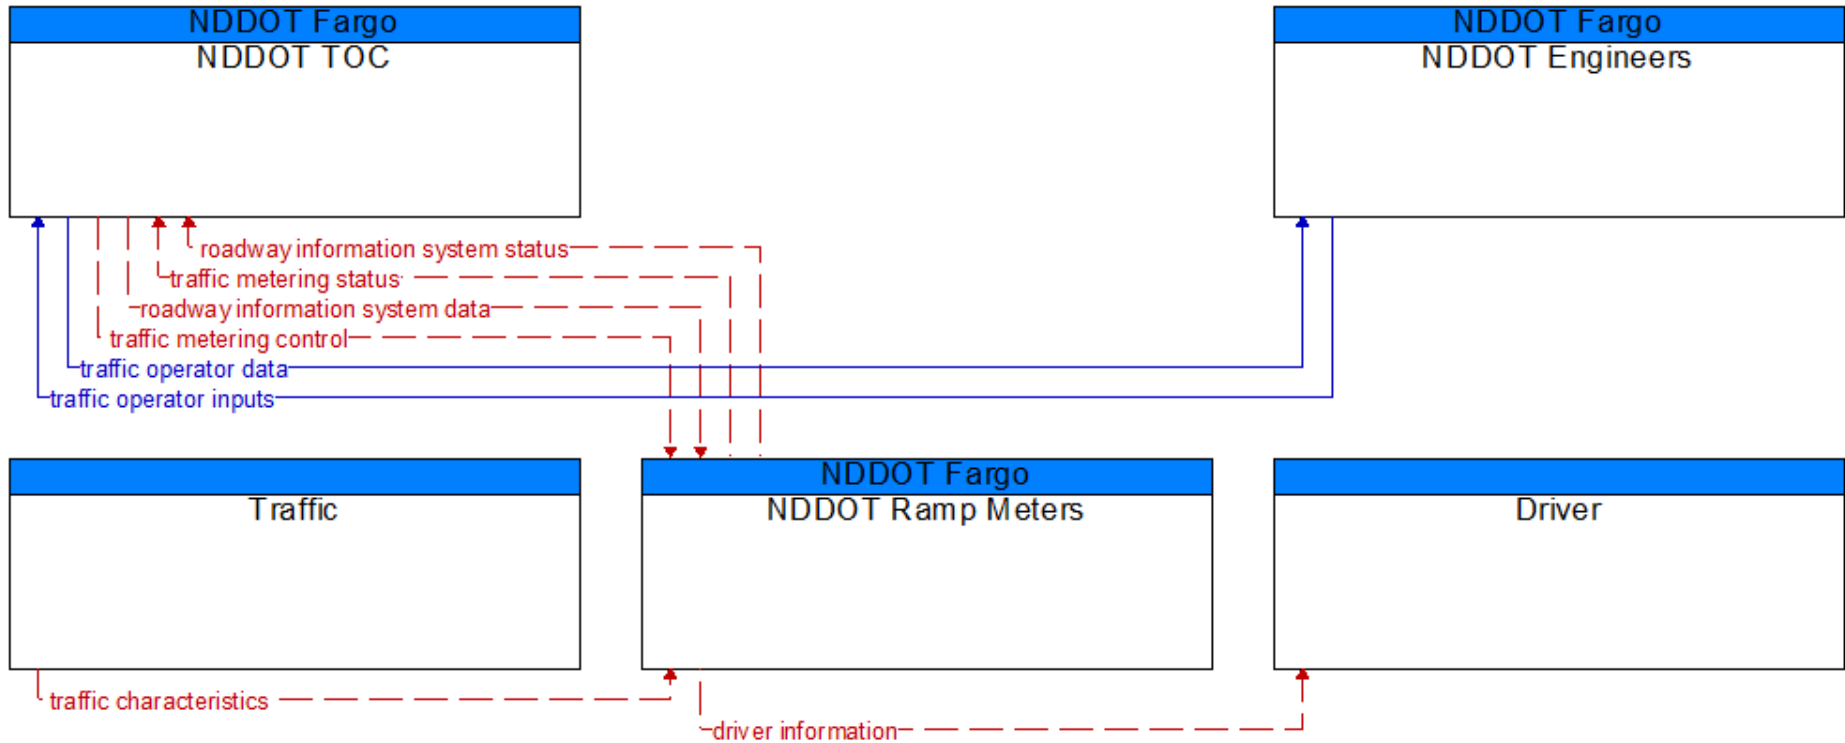 NDDOT Fargo
NDDOT TOC
NDDOT Fargo
NDDOT Engineers
roadway information system status
traffic metering status
roadway information system data
traffic metering control
traffic operator data
traffic operator inputs
Traffic
NDDOT Fargo
NDDOT Ramp Meters
Driver
traffic characteristics
driver information